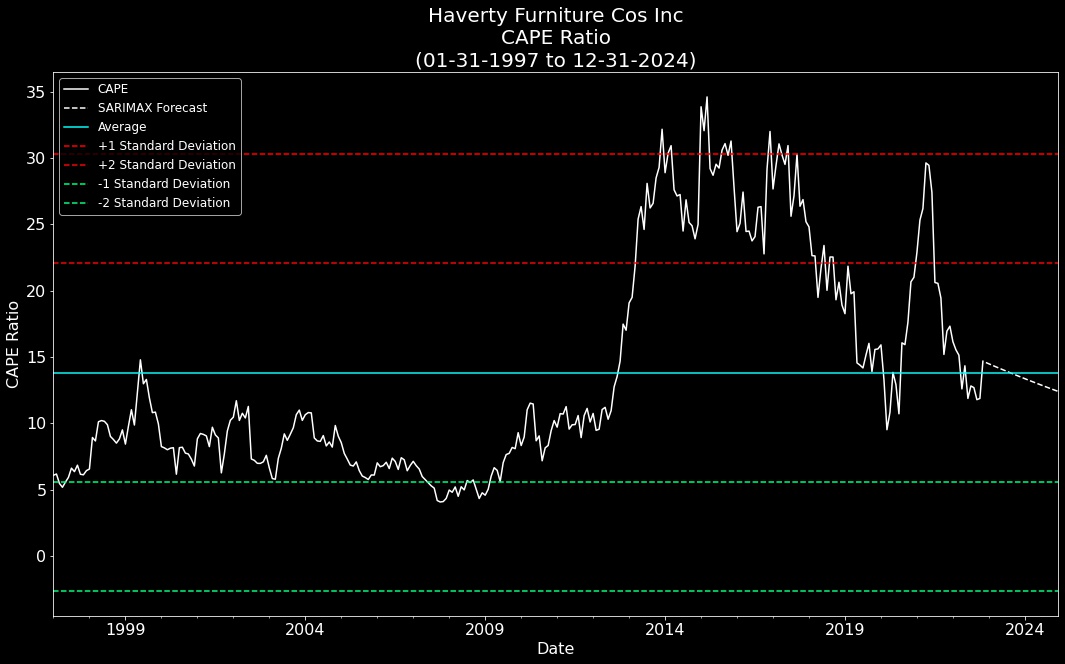 Haverty Furniture Cos Inc
CAPE Ratio
(01-31-1997 to 12-31-2024)
CAPE
SARIMAX Forecast
Average
+1 Standard Deviation
+2 Standard Deviation
-1 Standard Deviation
-2 Standard Deviation
35
30
25
20
15
10
5
0
CAPE Ratio
1999
2004
2009
2014
2019
2024
Date